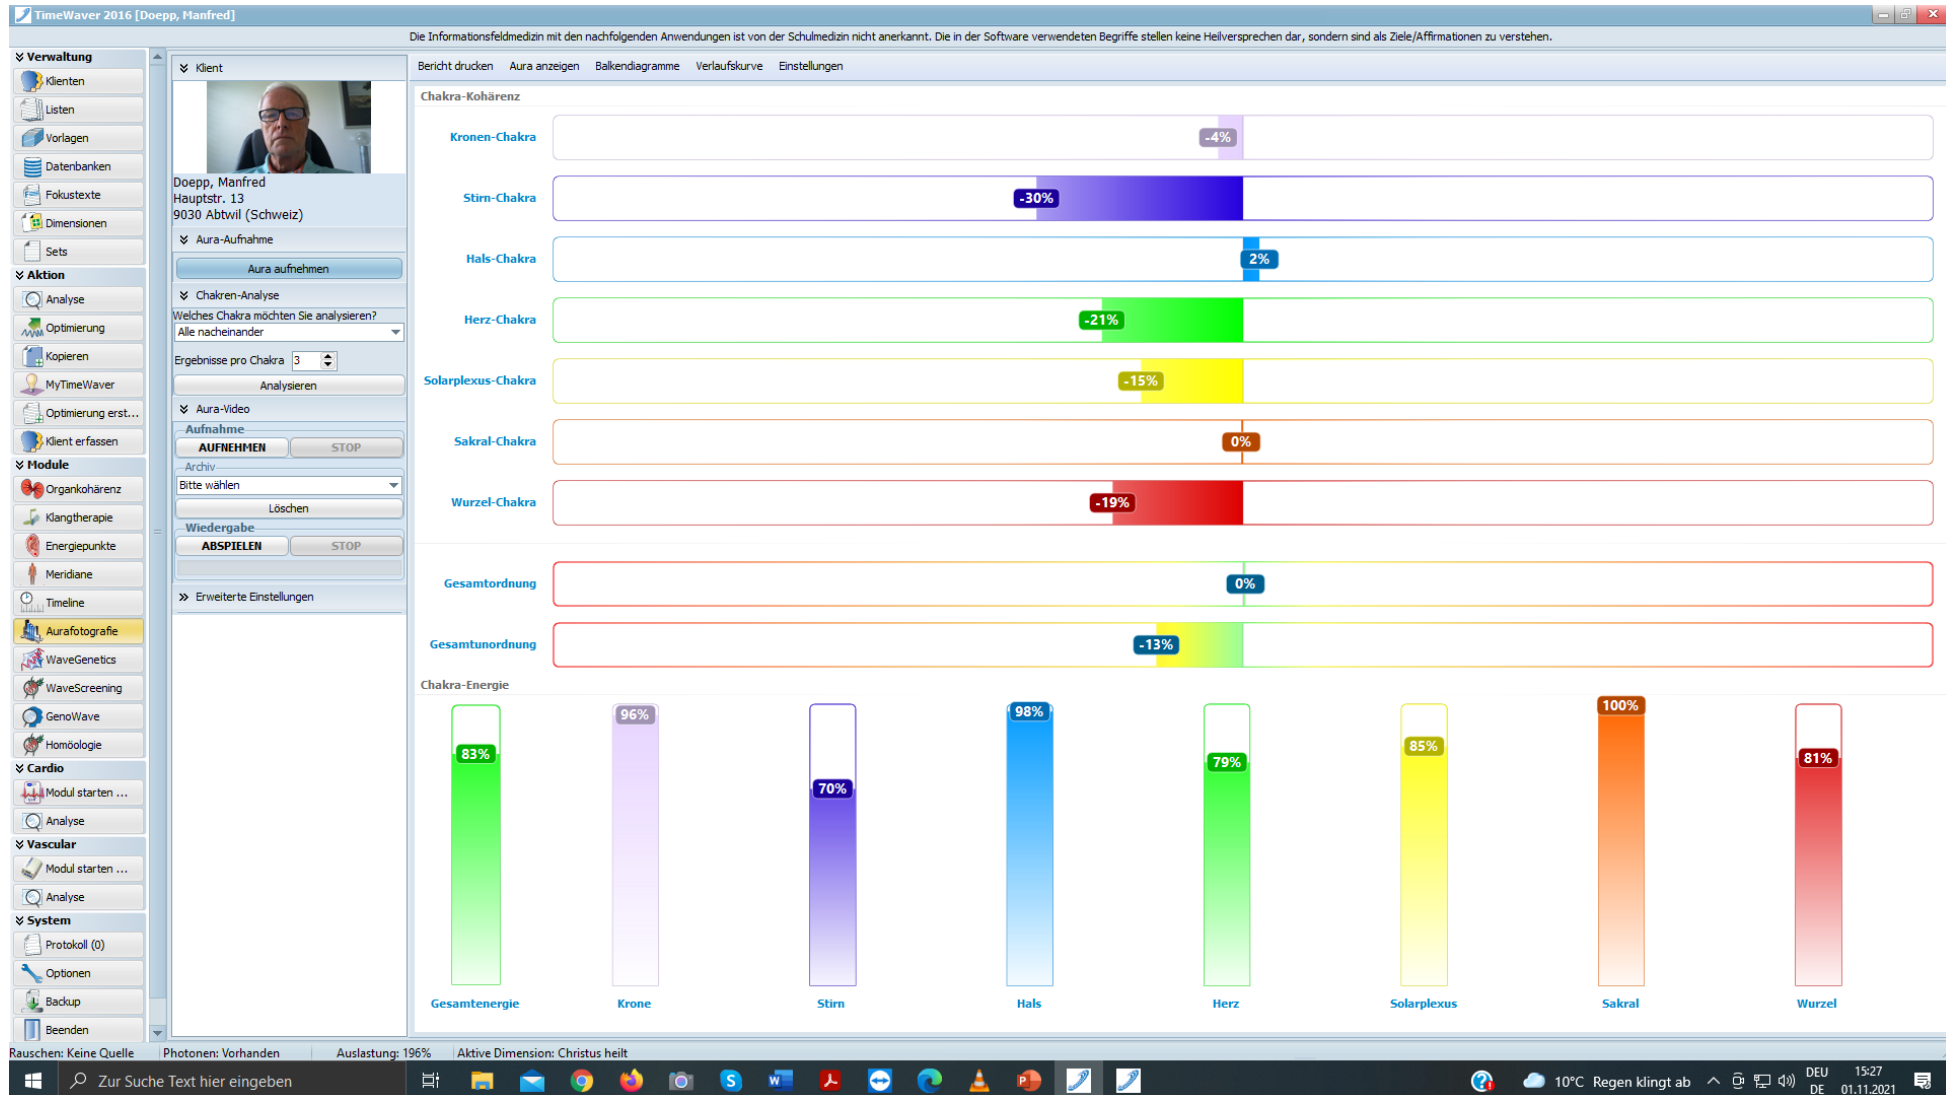 TimeWaver 2016 [Doepp, Manfred]
Die Informationsfeldmedizin mit den nachfolgenden Anwendungen ist von der Schulmedizin nicht anerkannt. Die in der Software verwendeten Begriffe stellen keine Heilversprechen dar, sondern sind als Ziele/Affirmationen zu verstehen.
Verwaltung
Klienten
Listen
Vorlagen
Datenbanken
Fokustexte
Dimensionen
Sets
Aktion
Analyse
Optimierung
Kopieren
MyTimeWaver
Optimierung erst...
Klient erfassen
Module
Organkohärenz
Klangtherapie
Energiepunkte
Meridiane
Timeline
Aurafotografie
WaveGenetics
WaveScreening
GenoWave
Homöologie
Cardio
Modul starten ...
Analyse
Vascular
Modul starten ...
Analyse
System
Protokoll (0)
Optionen
Backup
Beenden
Klient
Doepp, Manfred
Hauptstr. 13
9030 Abtwil (Schweiz)
Aura-Aufnahme
Aura aufnehmen
Chakren-Analyse
Welches Chakra möchten Sie analysieren?
Alle nacheinander
Ergebnisse pro Chakra 3
Analysieren
Aura-Video
Aufnahme
AUFNEHMEN STOP
Archiv
Bitte wählen
Löschen
Wiedergabe
ABSPIELEN STOP
Erweiterte Einstellungen
Bericht drucken Aura anzeigen Balkendiagramme Verlaufskurve Einstellungen
Chakra-Kohärenz
Kronen-Chakra -4%
Stirn-Chakra -30%
Hals-Chakra 2%
Herz-Chakra -21%
Solarplexus-Chakra -15%
Sakral-Chakra 0%
Wurzel-Chakra -19%
Gesamtordnung 0%
Gesamtunordnung -13%
Chakra-Energie
83% 96% 70% 98% 79% 85% 100% 81%
Gesamtenergie Krone Stirn Hals Herz Solarplexus Sakral Wurzel
Rauschen: Keine Quelle Photonen: Vorhanden Auslastung: 196% Aktive Dimension: Christus heilt
Zur Suche Text hier eingeben
10°C Regen klingt ab
DEU 15:27
DE 01.11.2021